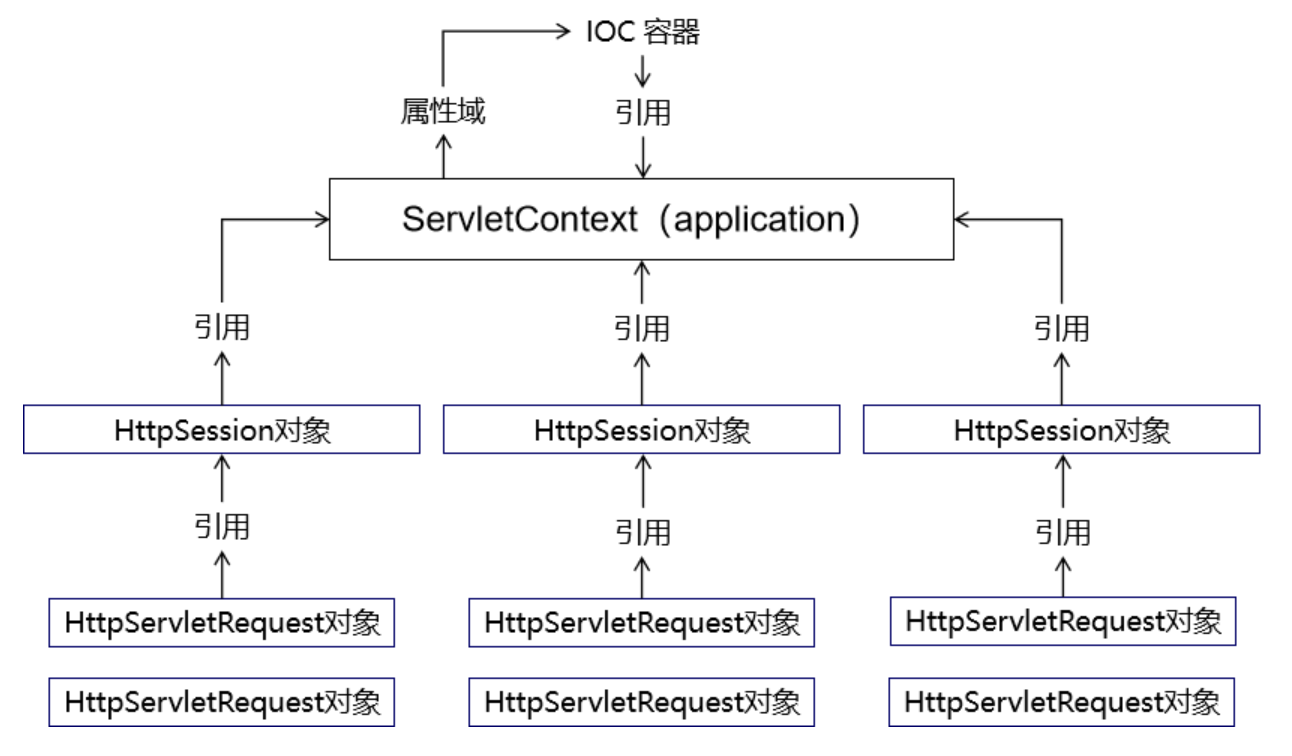 IOC 容器
属性域
引用
ServletContext（application）
引用
引用
引用
HttpSession对象
HttpSession对象
HttpSession对象
引用
引用
引用
HttpServletRequest对象
HttpServletRequest对象
HttpServletRequest对象
HttpServletRequest对象
HttpServletRequest对象
HttpServletRequest对象